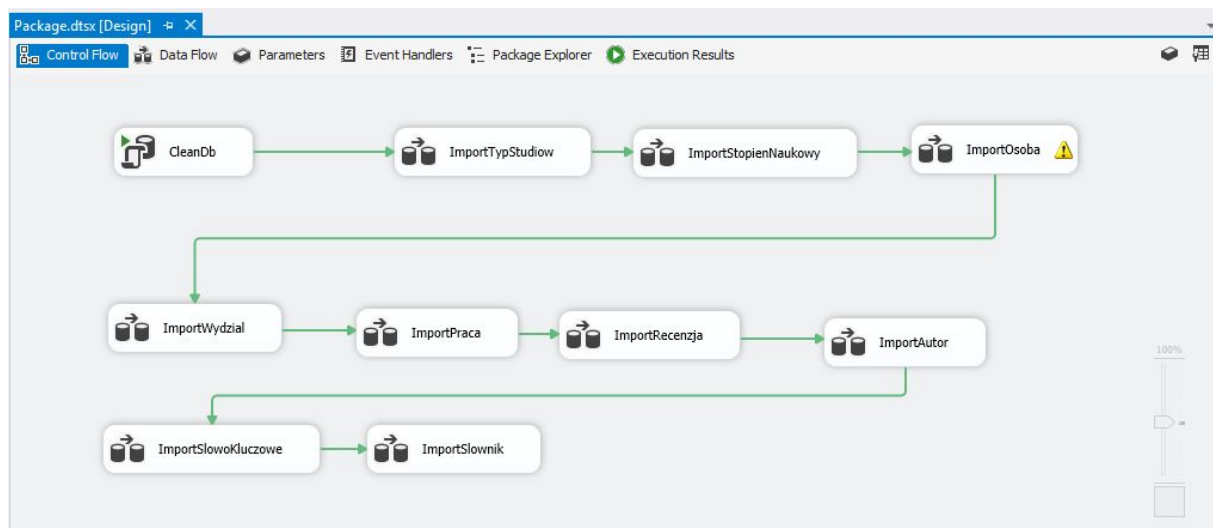 Package.dtsx [Design]
Control Flow Data Flow Parameters Event Handlers Package Explorer Execution Results
CleanDb ImportTypStudiow ImportStopienNaukowy ImportOsoba
ImportWydzial ImportPraca ImportRecenzja ImportAutor
100%
ImportSlowoKluczowe ImportSlownik